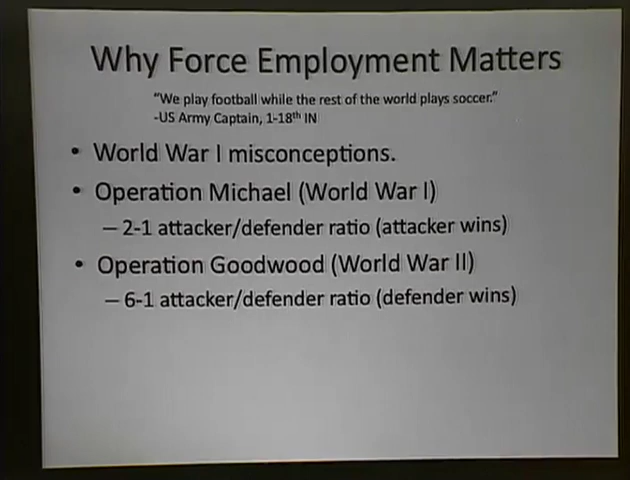 Why Force Employment Matters
“We play football while the rest of the world plays soccer.”
-US Army Captain, 1-18th IN
• World War I misconceptions.
• Operation Michael (World War I)
– 2-1 attacker/defender ratio (attacker wins)
• Operation Goodwood (World War II)
– 6-1 attacker/defender ratio (defender wins)